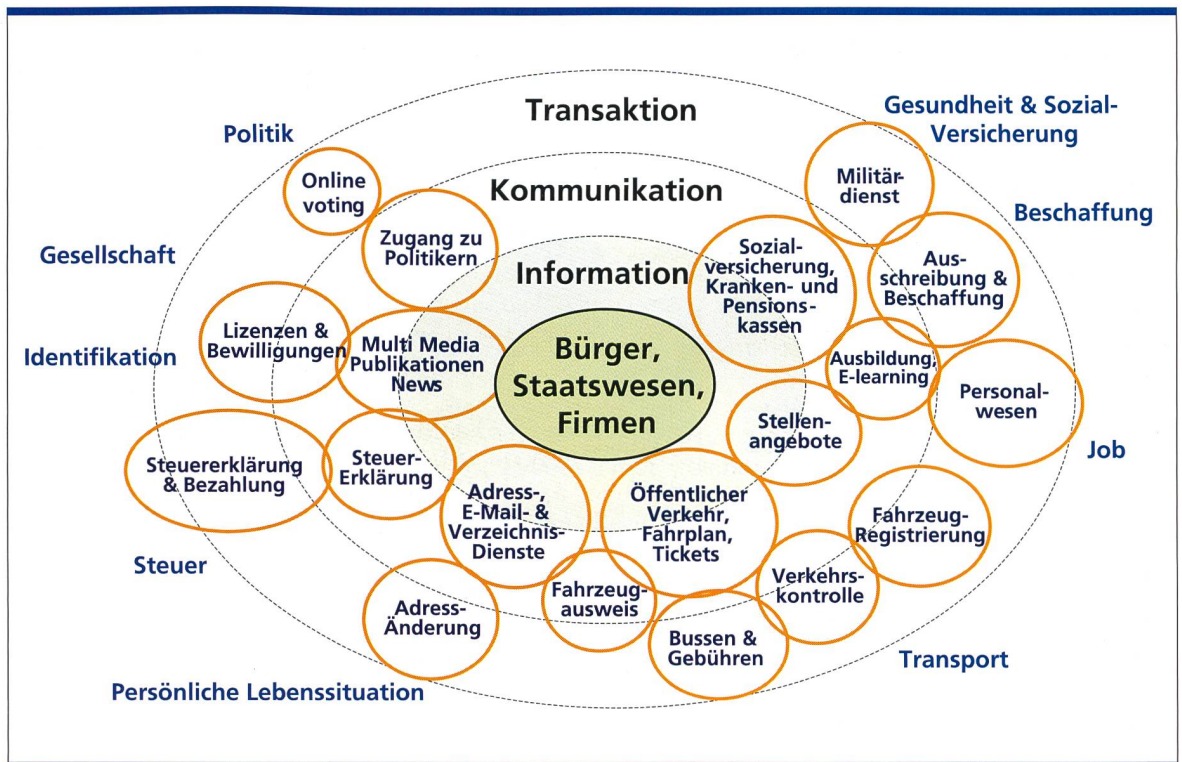 Transaktion
Gesundheit & Sozial-
Versicherung
Politik
Online
voting
Kommunikation
Militär-
dienst
Beschaffung
Gesellschaft
Zugang zu
Politikern
Information
Sozial-
versicherung,
Kranken- und
Pensions-
kassen
Aus-
schreibung &
Beschaffung
Identifikation
Lizenzen &
Bewilligungen
Multi Media
Publikationen
News
Bürger,
Staatswesen,
Firmen
Ausbildung,
E-learning
Personal-
wesen
Stellen-
angebote
Job
Steuererklärung
& Bezahlung
Steuer-
Erklärung
Adress-,
E-Mail- &
Verzeichnis-
Dienste
Öffentlicher
Verkehr,
Fahrplan,
Tickets
Fahrzeug-
Registrierung
Steuer
Adress-
Änderung
Fahrzeug-
ausweis
Verkehrs-
kontrolle
Bussen &
Gebühren
Transport
Persönliche Lebenssituation